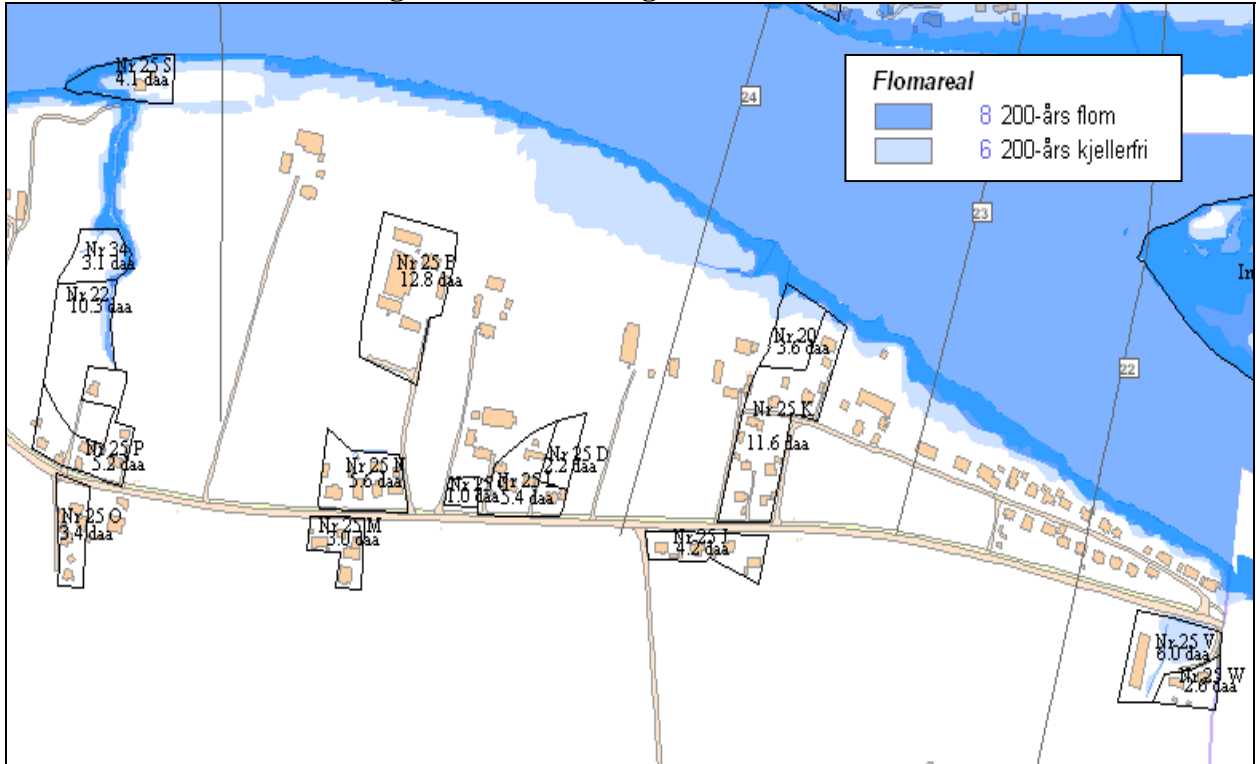 Nr 25 S
4.1 daa
24
Flomareal
8 200-års flom
6 200-års kjellerfri
23
Nr 34
3.1 daa
Nr 22
10.3 daa
Nr 25 B
12.8 daa
In
Nr 20
3.6 daa
22
Nr 25 K
11.6 daa
Nr 25 P
5.2 daa
Nr 25 N
5.6 daa
Nr 25 D
2.2 daa
Nr 25
1.0 daa
Nr 25 L
5.4 daa
Nr 25 O
3.4 daa
Nr 25 M
3.0 daa
Nr 25 J
4.2 daa
Nr 25 V
6.0 daa
Nr 25 W
2.6 daa